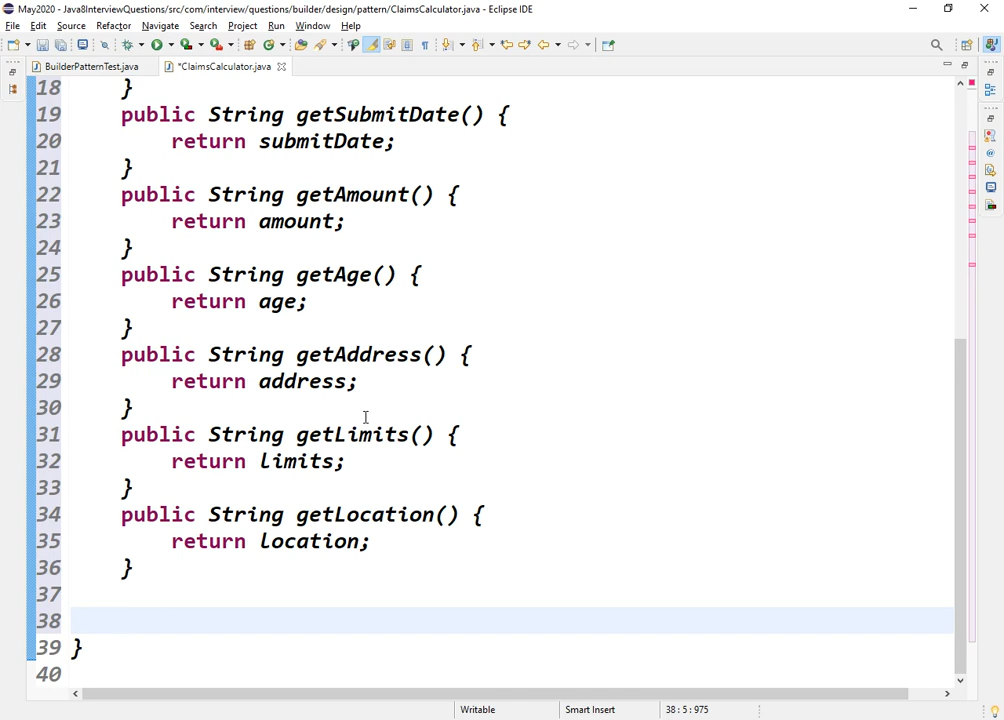 May2020 - Java8InterviewQuestions/src/com/interview/questions/builder/design/pattern/ClaimsCalculator.java - Eclipse IDE
File Edit Source Refactor Navigate Search Project Run Window Help
BuilderPatternTest.java *ClaimsCalculator.java
18 }
19 public String getSubmitDate() {
20 return submitDate;
21 }
22 public String getAmount() {
23 return amount;
24 }
25 public String getAge() {
26 return age;
27 }
28 public String getAddress() {
29 return address;
30 }
31 public String getLimits() {
32 return limits;
33 }
34 public String getLocation() {
35 return location;
36 }
37
38
39 }
40
Writable Smart Insert 38 : 5 : 975